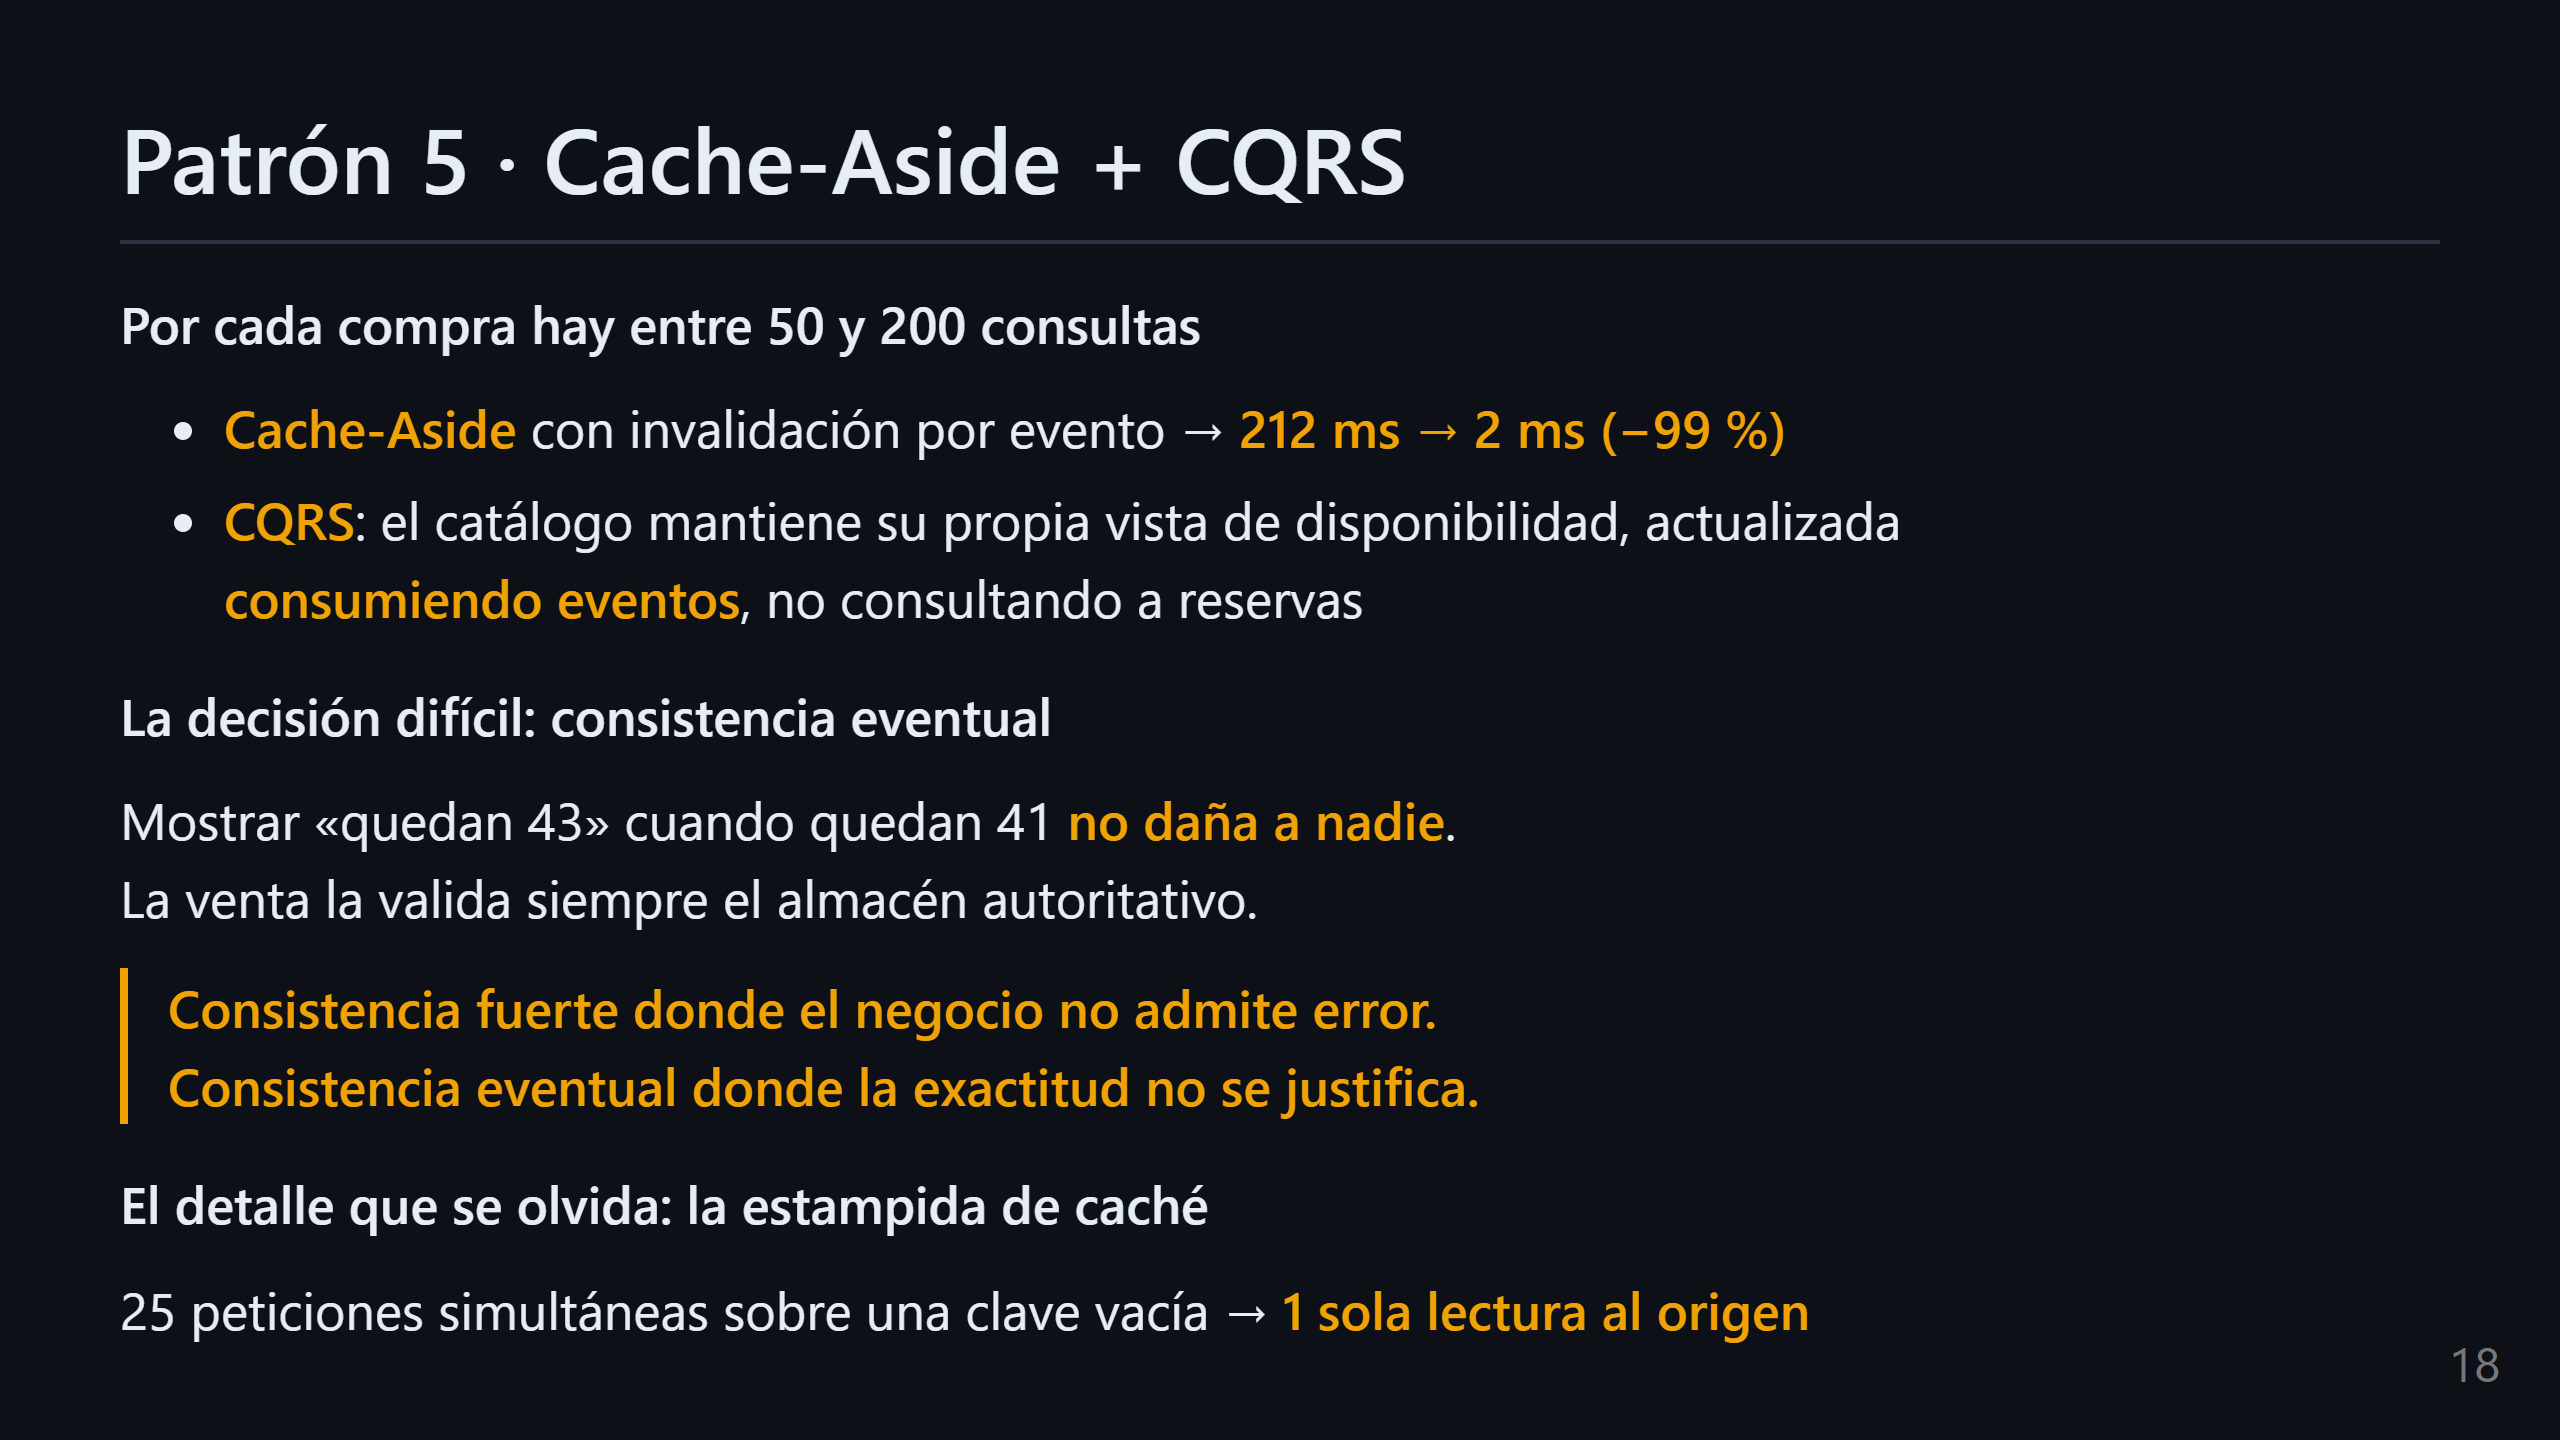 Patrón 5 · Cache-Aside + CQRS
Por cada compra hay entre 50 y 200 consultas
• Cache-Aside con invalidación por evento → 212 ms → 2 ms (−99 %)
• CQRS: el catálogo mantiene su propia vista de disponibilidad, actualizada
consumiendo eventos, no consultando a reservas
La decisión difícil: consistencia eventual
Mostrar «quedan 43» cuando quedan 41 no daña a nadie.
La venta la valida siempre el almacén autoritativo.
Consistencia fuerte donde el negocio no admite error.
Consistencia eventual donde la exactitud no se justifica.
El detalle que se olvida: la estampida de caché
25 peticiones simultáneas sobre una clave vacía → 1 sola lectura al origen
18